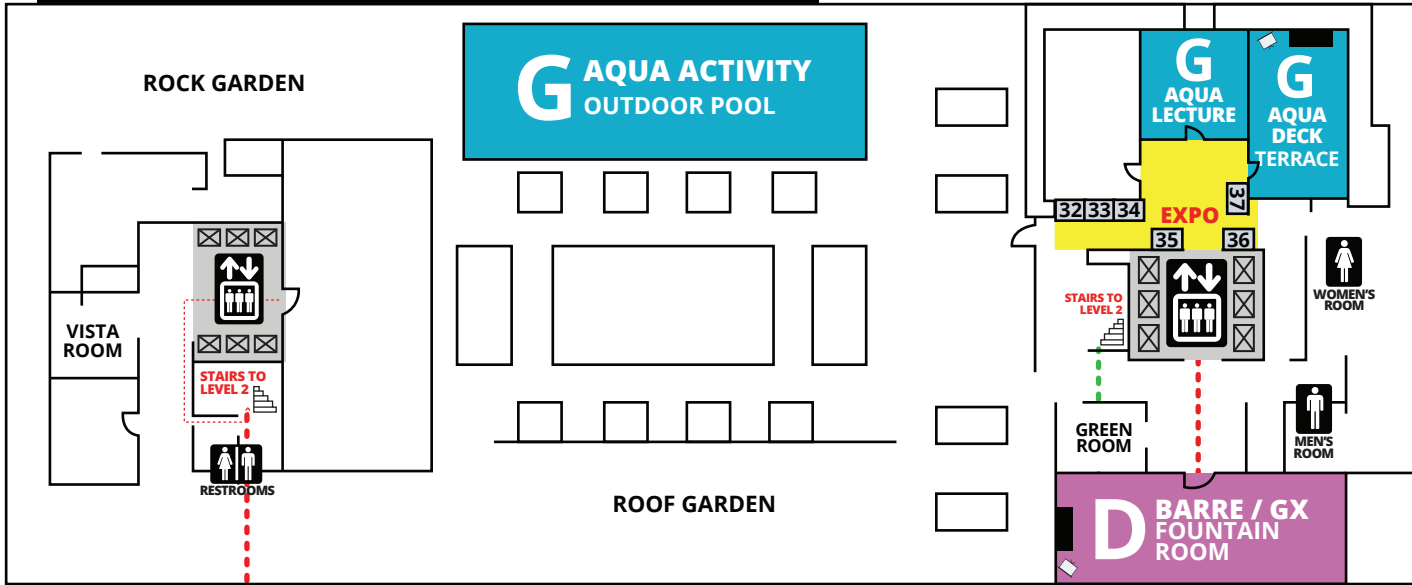 ROCK GARDEN
G
AQUA ACTIVITY
OUTDOOR POOL
G
AQUA
LECTURE
G
AQUA
DECK
TERRACE
32
33
34
EXPO
37
35
36
WOMEN'S
ROOM
STAIRS TO
LEVEL 2
VISTA
ROOM
STAIRS TO
LEVEL 2
RESTROOMS
GREEN
ROOM
MEN'S
ROOM
ROOF GARDEN
D
BARRE / GX
FOUNTAIN
ROOM